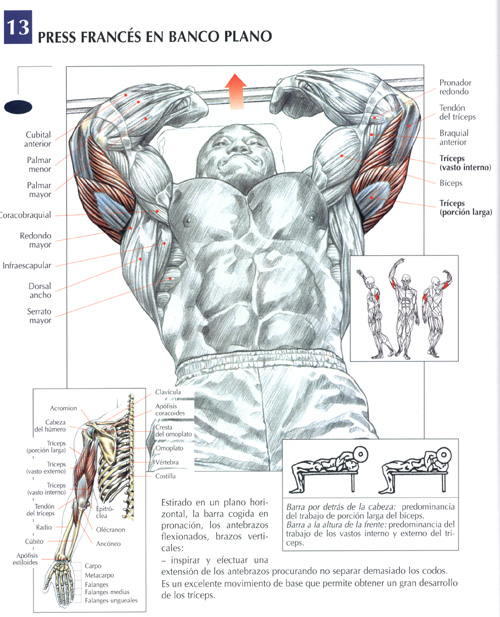 13
PRESS FRANCÉS EN BANCO PLANO
Cubital
anterior
Palmar
menor
Palmar
mayor
Coracobraquial
Redondo
mayor
Infraescapular
Dorsal
ancho
Serrato
mayor
Pronador
redondo
Tendón
del tríceps
Braquial
anterior
Tríceps
(vasto interno)
Bíceps
Tríceps
(porción larga)
Acromion
Cabeza
del húmero
Tríceps
(porción larga)
Tríceps
(vasto externo)
Tríceps
(vasto interno)
Tendón
del tríceps
Radio
Cúbito
Apófisis
estiloides
Clavícula
Apófisis
coracoides
Cresta
del omoplato
Omoplato
Vértebra
Costilla
Epitró-
clea
Olécranon
Ancóneo
Carpo
Metacarpo
Falanges
Falanges medias
Falanges ungueales
Estirado en un plano hori-
zontal, la barra cogida en
pronación, los antebrazos
flexionados, brazos verti-
cales:
– inspirar y efectuar una
extensión de los antebrazos procurando no separar demasiado los codos.
Es un excelente movimiento de base que permite obtener un gran desarrollo
de los tríceps.
Barra por detrás de la cabeza: predominancia
del trabajo de porción larga del bíceps.
Barra a la altura de la frente: predominancia del
trabajo de los vastos interno y externo del trí-
ceps.